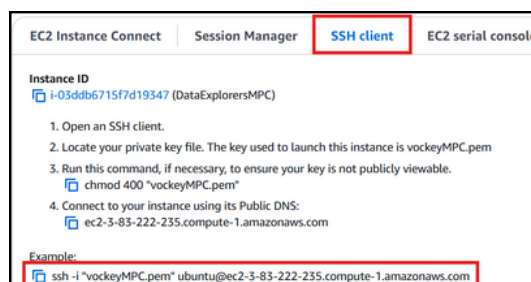 EC2 Instance Connect Session Manager SSH client EC2 serial consol
Instance ID
i-03ddb6715f7d19347 (DataExplorersMPC)
1. Open an SSH client.
2. Locate your private key file. The key used to launch this instance is vockeyMPC.pem
3. Run this command, if necessary, to ensure your key is not publicly viewable.
chmod 400 "vockeyMPC.pem"
4. Connect to your instance using its Public DNS:
ec2-3-83-222-235.compute-1.amazonaws.com
Example:
ssh -i "vockeyMPC.pem" ubuntu@ec2-3-83-222-235.compute-1.amazonaws.com